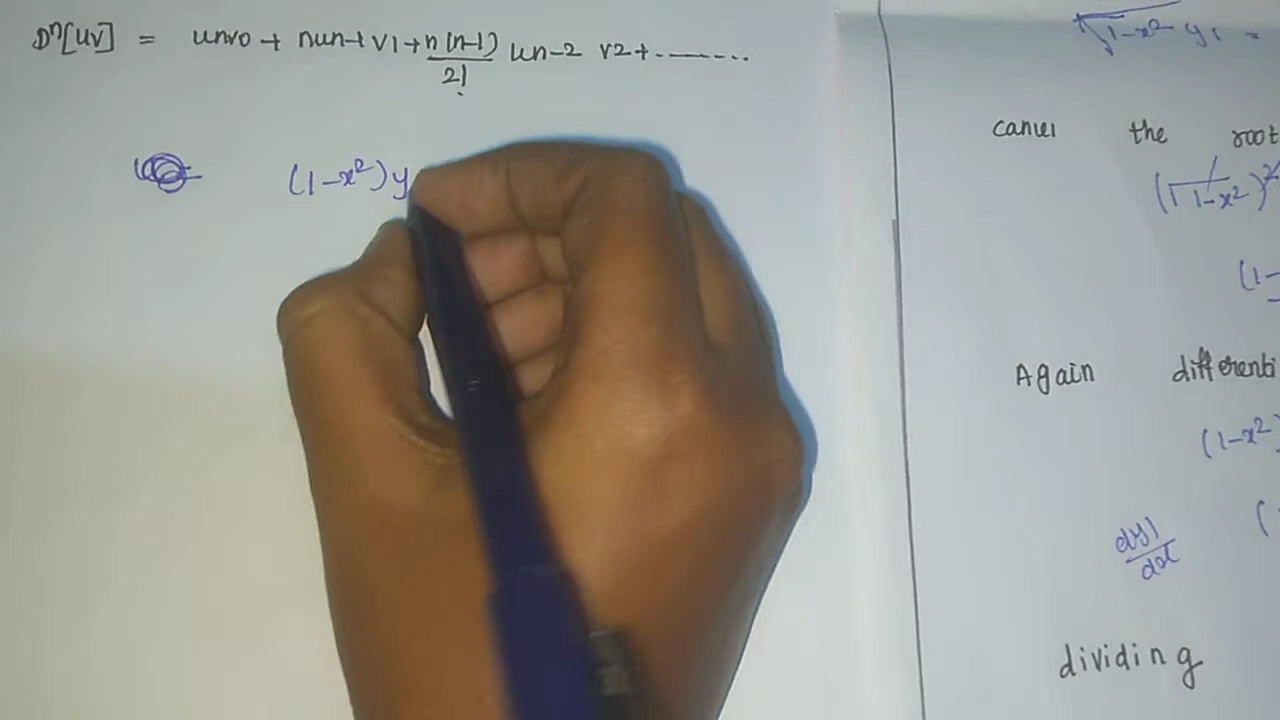 Dⁿ[uv] = unv0 + nun-1 v1 + n(n-1)/2! un-2 v2 + -------..
(1-x²)y
√1-x² y1 =
cancel the root
(√1-x²)²
(1-
Again differenti
(1-x²)
dy1/dx (
dividing